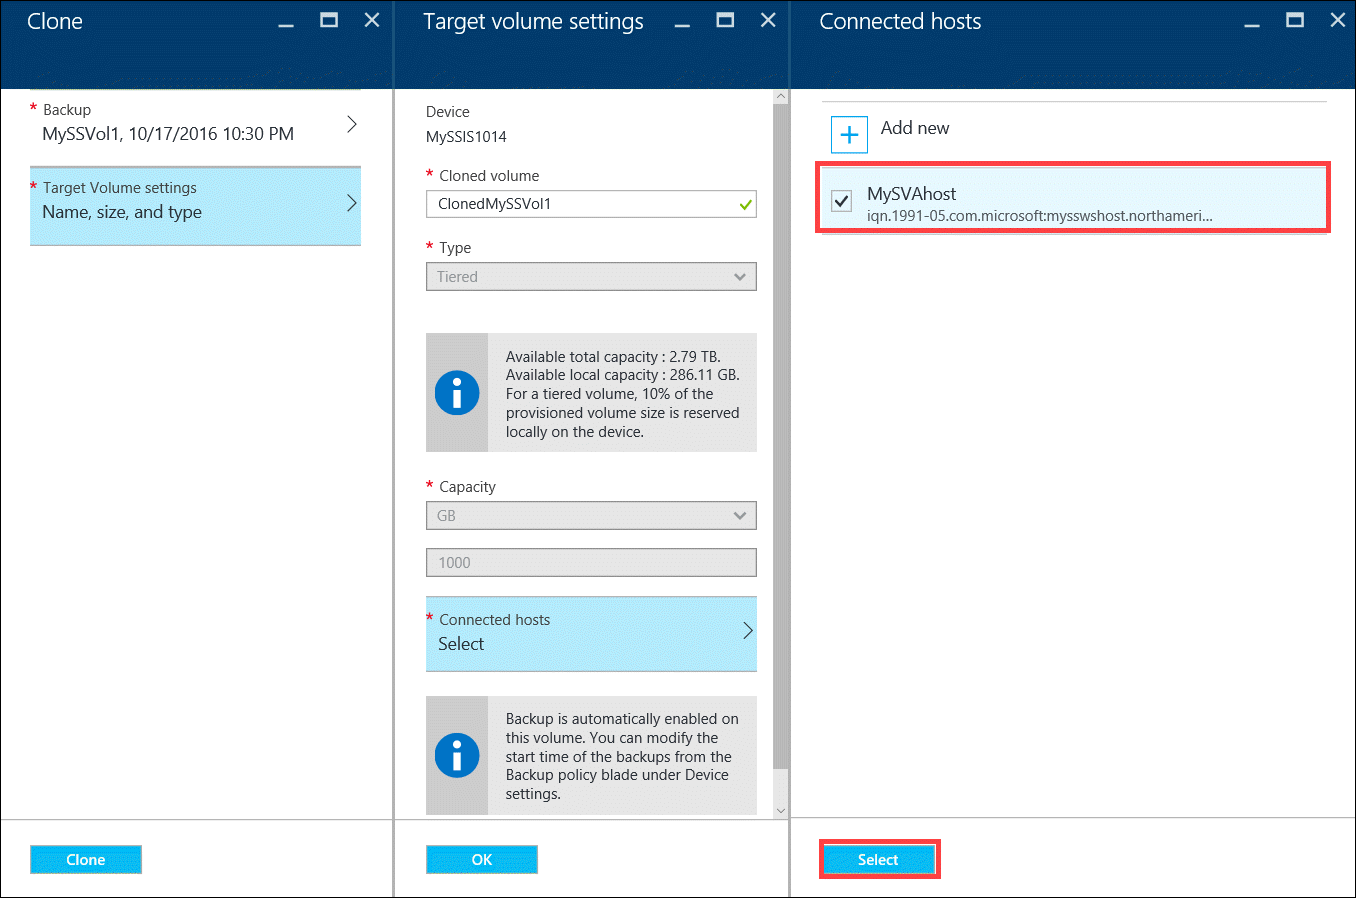 Clone
* Backup
MySSVol1, 10/17/2016 10:30 PM
* Target Volume settings
Name, size, and type
Clone
Target volume settings
Device
MySSIS1014
* Cloned volume
ClonedMySSVol1
* Type
Tiered
Available total capacity : 2.79 TB.
Available local capacity : 286.11 GB.
For a tiered volume, 10% of the
provisioned volume size is reserved
locally on the device.
* Capacity
GB
1000
* Connected hosts
Select
Backup is automatically enabled on
this volume. You can modify the
start time of the backups from the
Backup policy blade under Device
settings.
OK
Connected hosts
Add new
MySVAhost
iqn.1991-05.com.microsoft:mysswshost.northameri...
Select